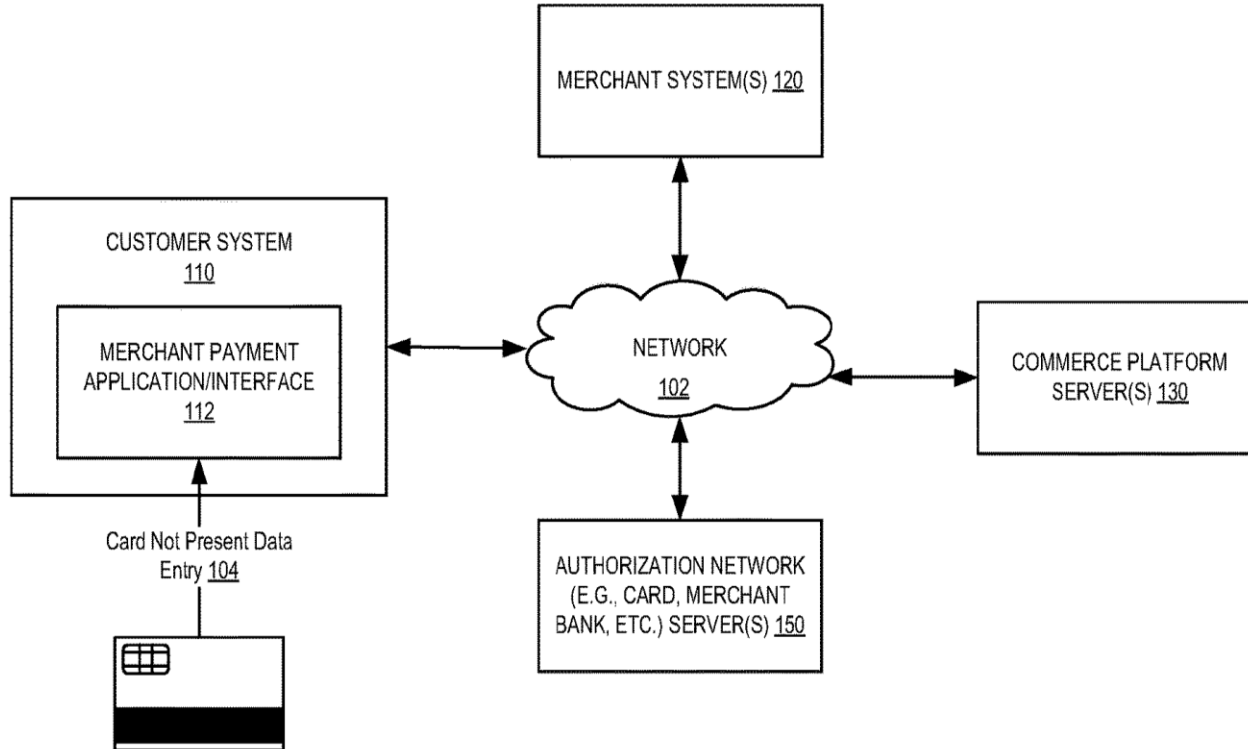 MERCHANT SYSTEM(S) 120
CUSTOMER SYSTEM
110
MERCHANT PAYMENT
APPLICATION/INTERFACE
112
NETWORK
102
COMMERCE PLATFORM
SERVER(S) 130
Card Not Present Data
Entry 104
AUTHORIZATION NETWORK
(E.G., CARD, MERCHANT
BANK, ETC.) SERVER(S) 150